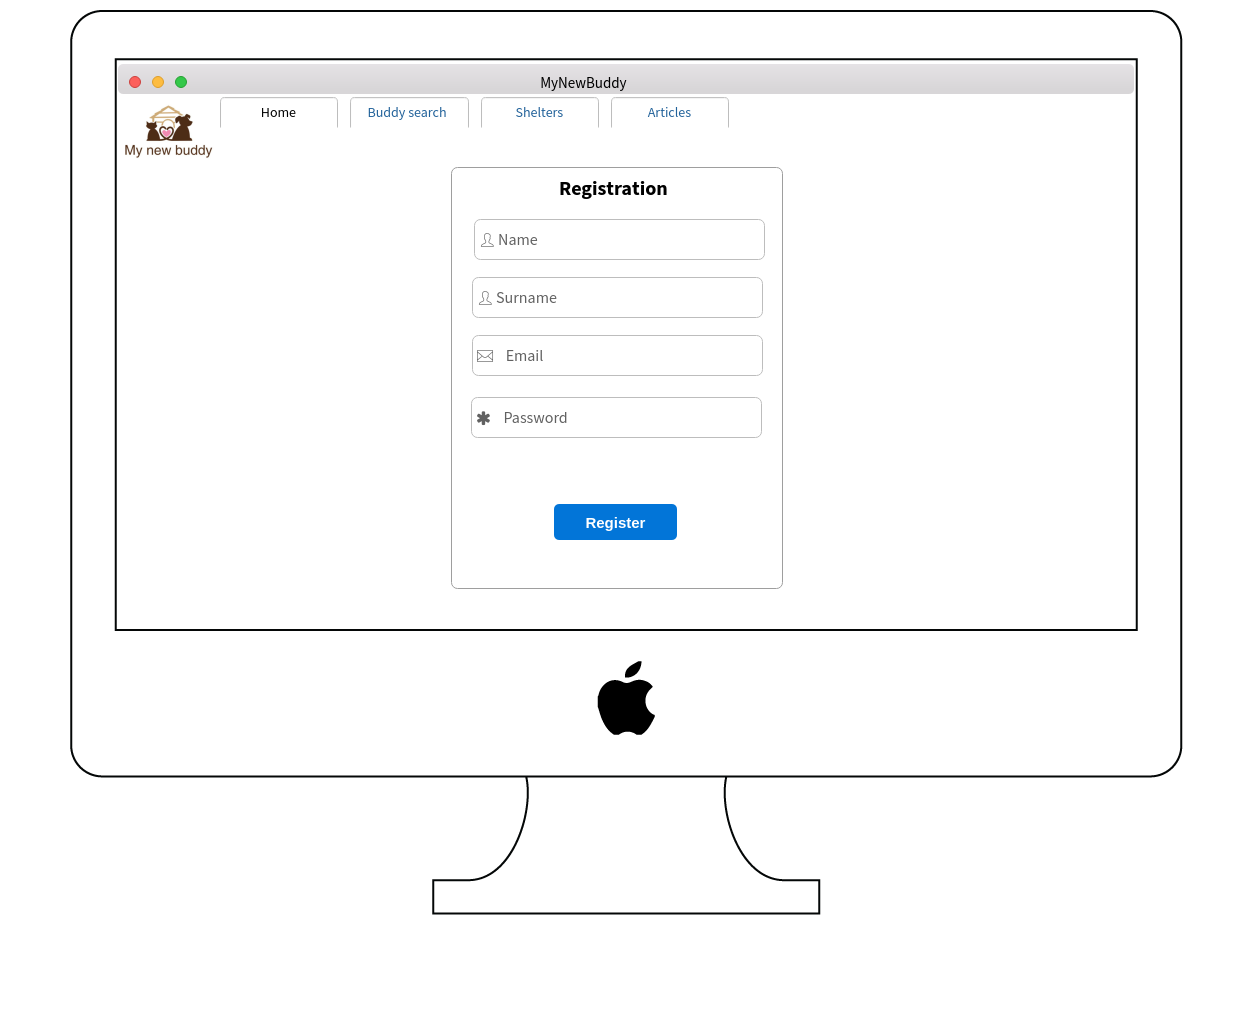 MyNewBuddy
Home
Buddy search
Shelters
Articles
My new buddy
Registration
Name
Surname
Email
Password
Register